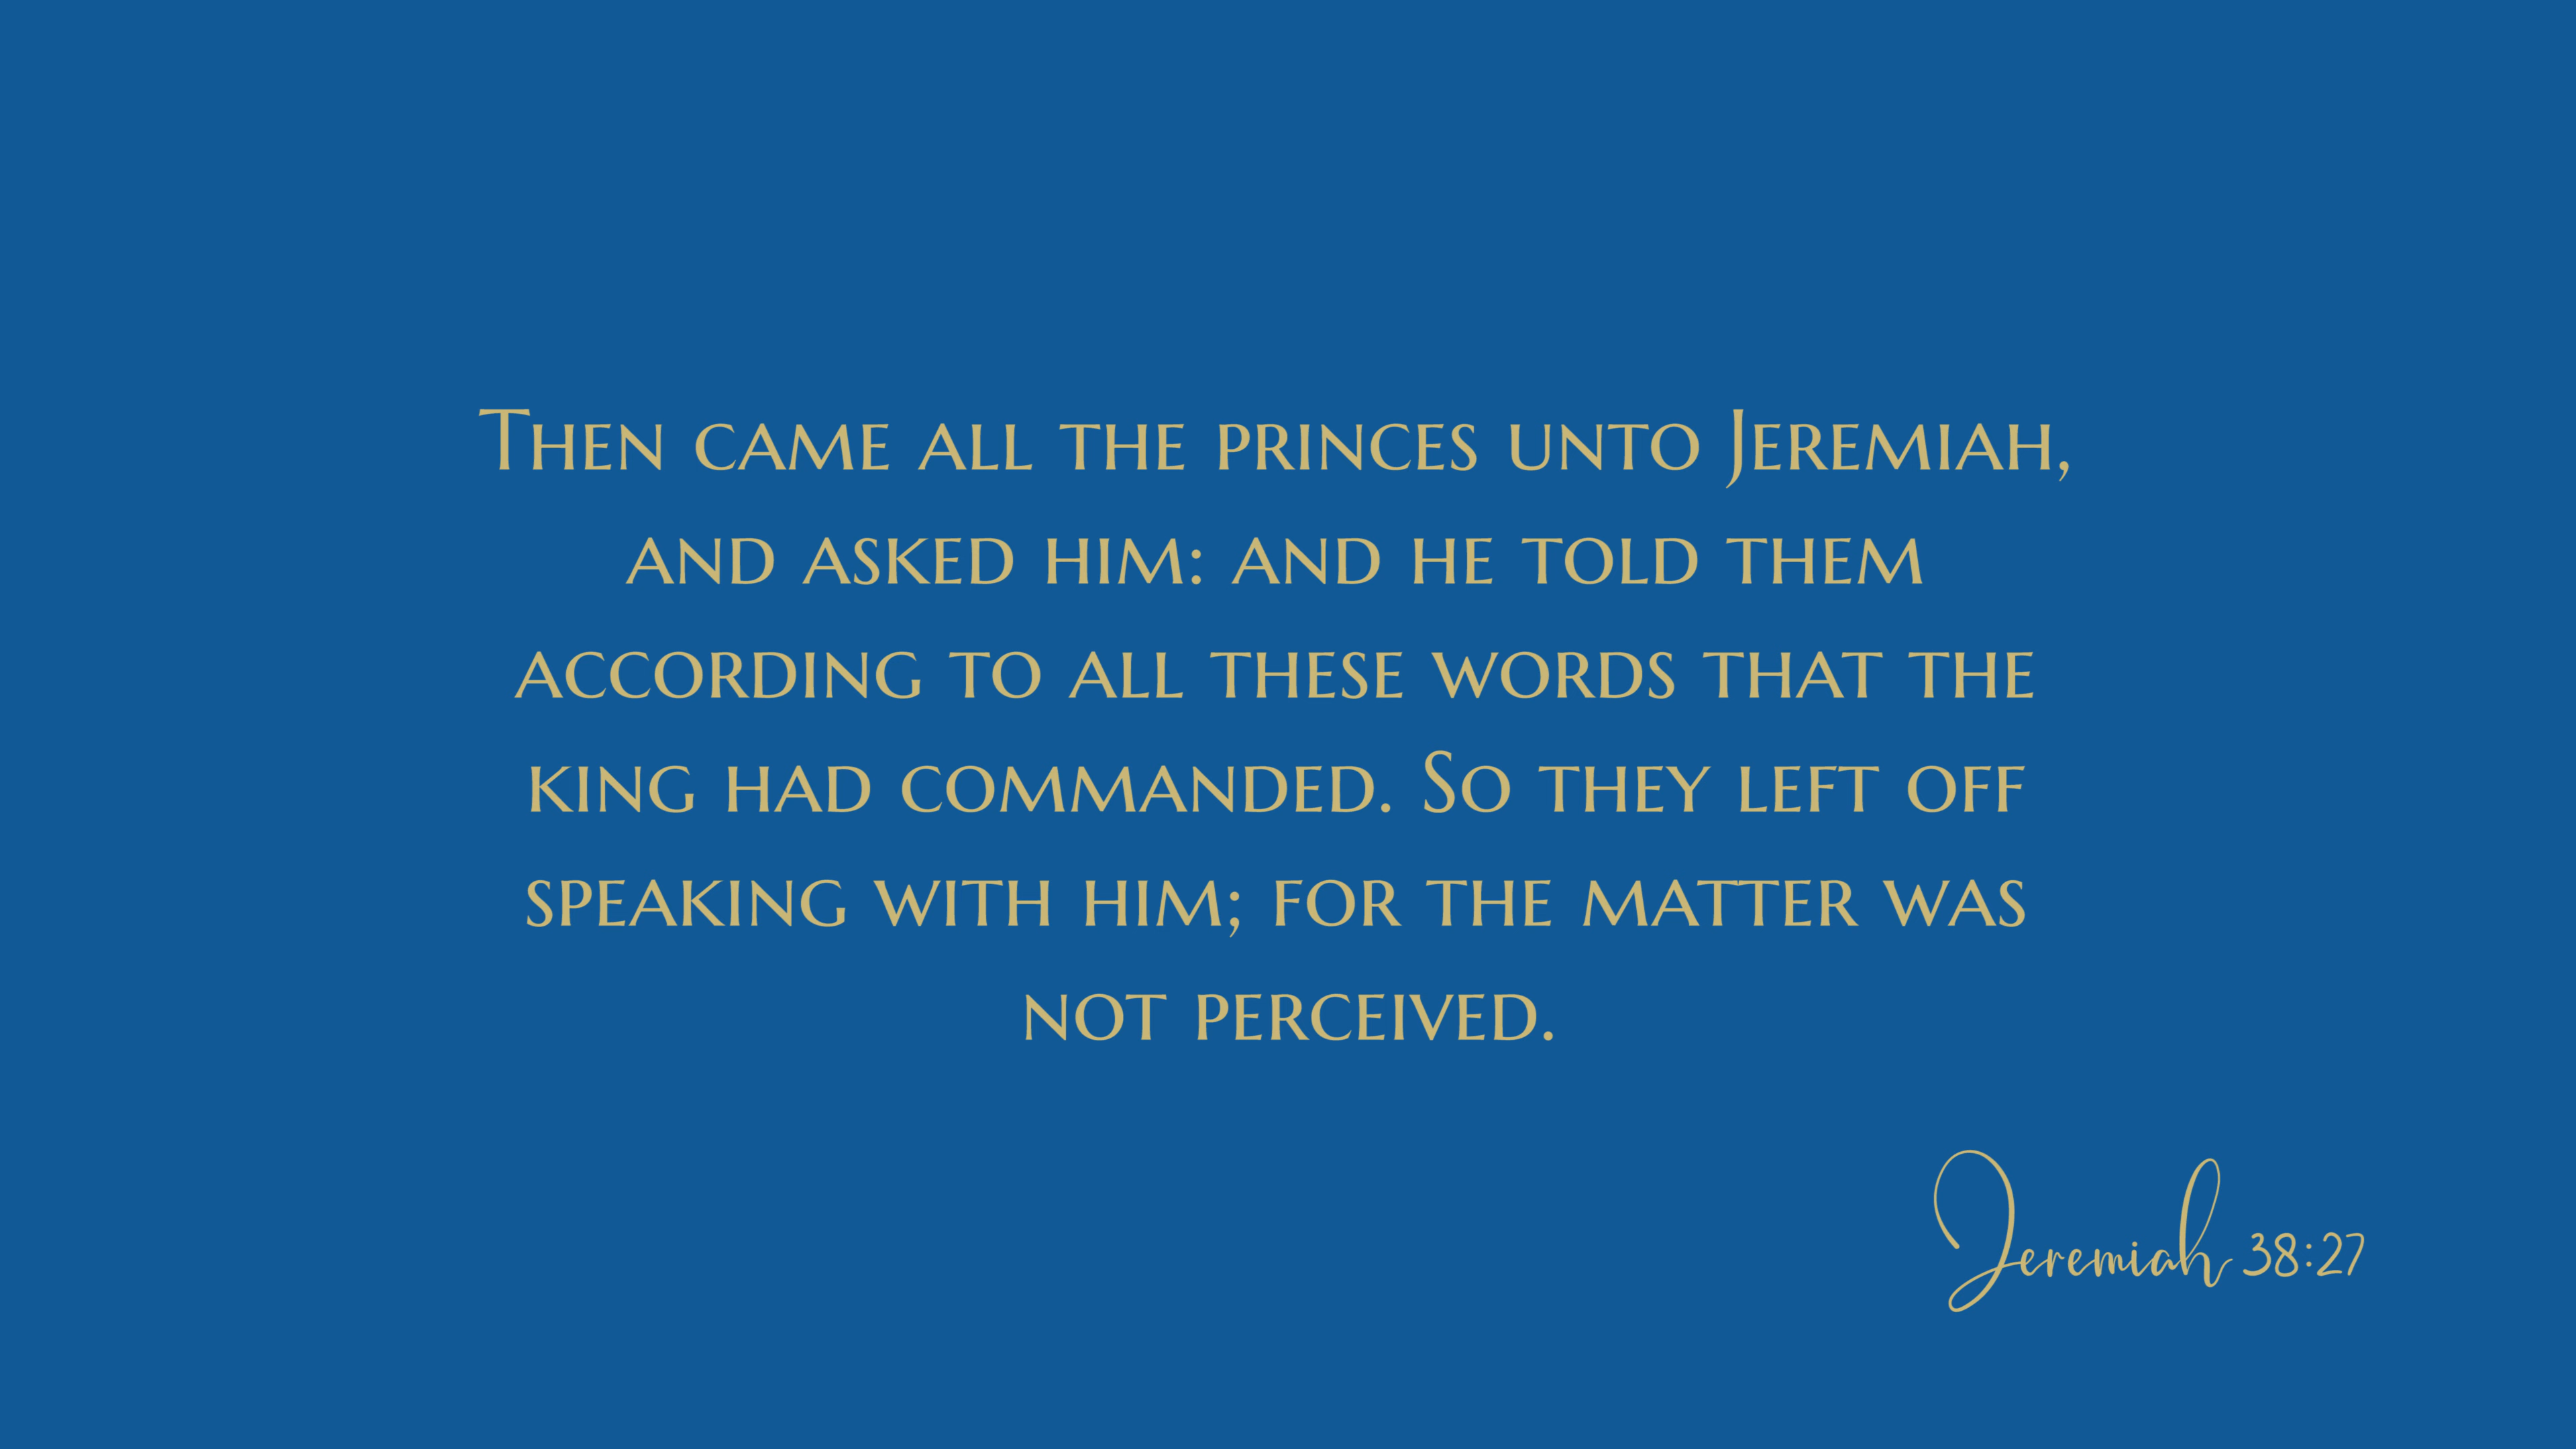 Then came all the princes unto Jeremiah,
and asked him: and he told them
according to all these words that the
king had commanded. So they left off
speaking with him; for the matter was
not perceived.
Jeremiah 38:27